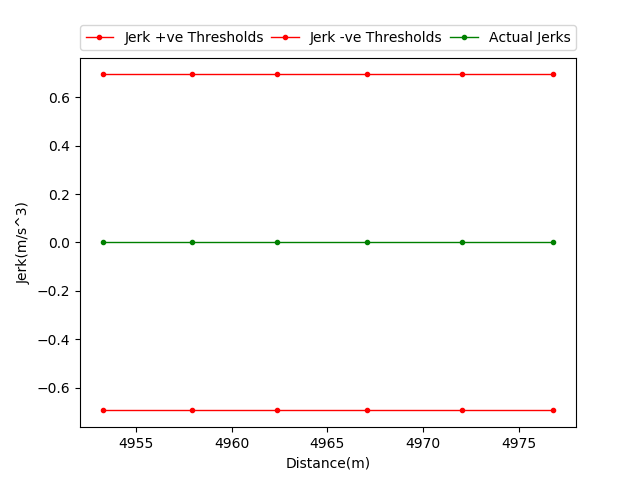 Jerk +ve Thresholds Jerk -ve Thresholds Actual Jerks
0.6
0.4
0.2
0.0
−0.2
−0.4
−0.6
Jerk(m/s^3)
4955 4960 4965 4970 4975
Distance(m)